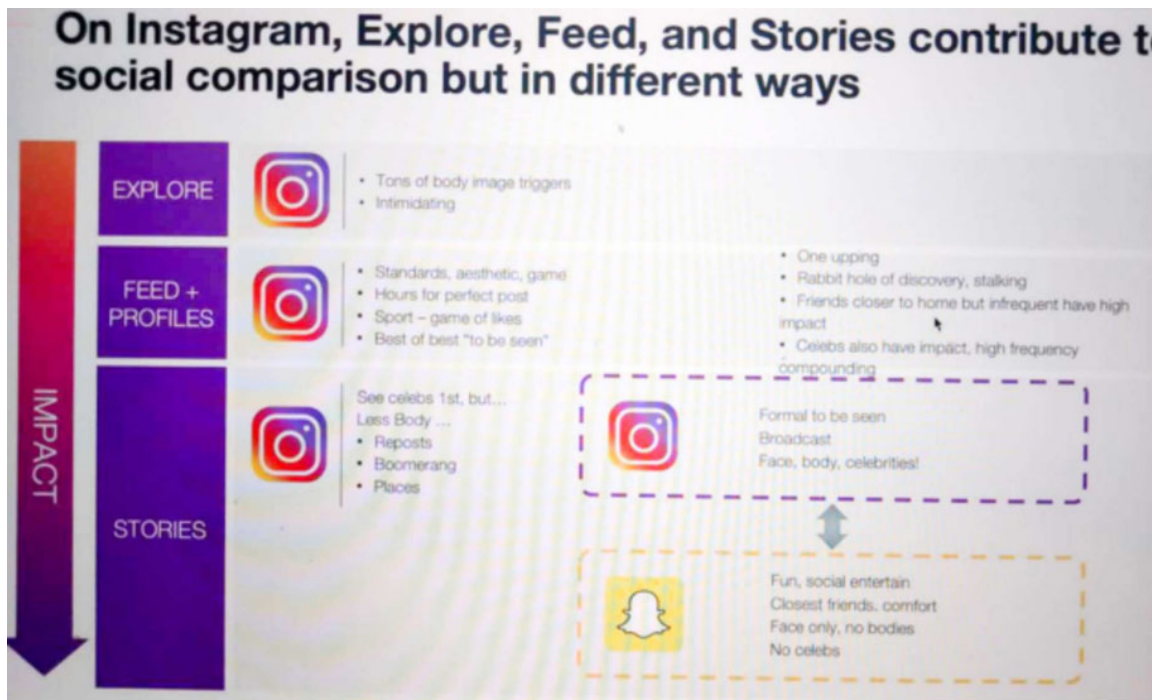 On Instagram, Explore, Feed, and Stories contribute
social comparison but in different ways
IMPACT
EXPLORE
• Tons of body image triggers
• Intimidating
FEED +
PROFILES
• Standards, aesthetic, game
• Hours for perfect post
• Sport – game of likes
• Best of best "to be seen"
• One upping
• Rabbit hole of discovery, stalking
• Friends closer to home but infrequent have high
impact
• Celebs also have impact, high frequency
compounding
STORIES
See celebs 1st, but...
Less Body ...
• Reposts
• Boomerang
• Places
Formal to be seen
Broadcast
Face, body, celebrities!
Fun, social entertain
Closest friends, comfort
Face only, no bodies
No celebs